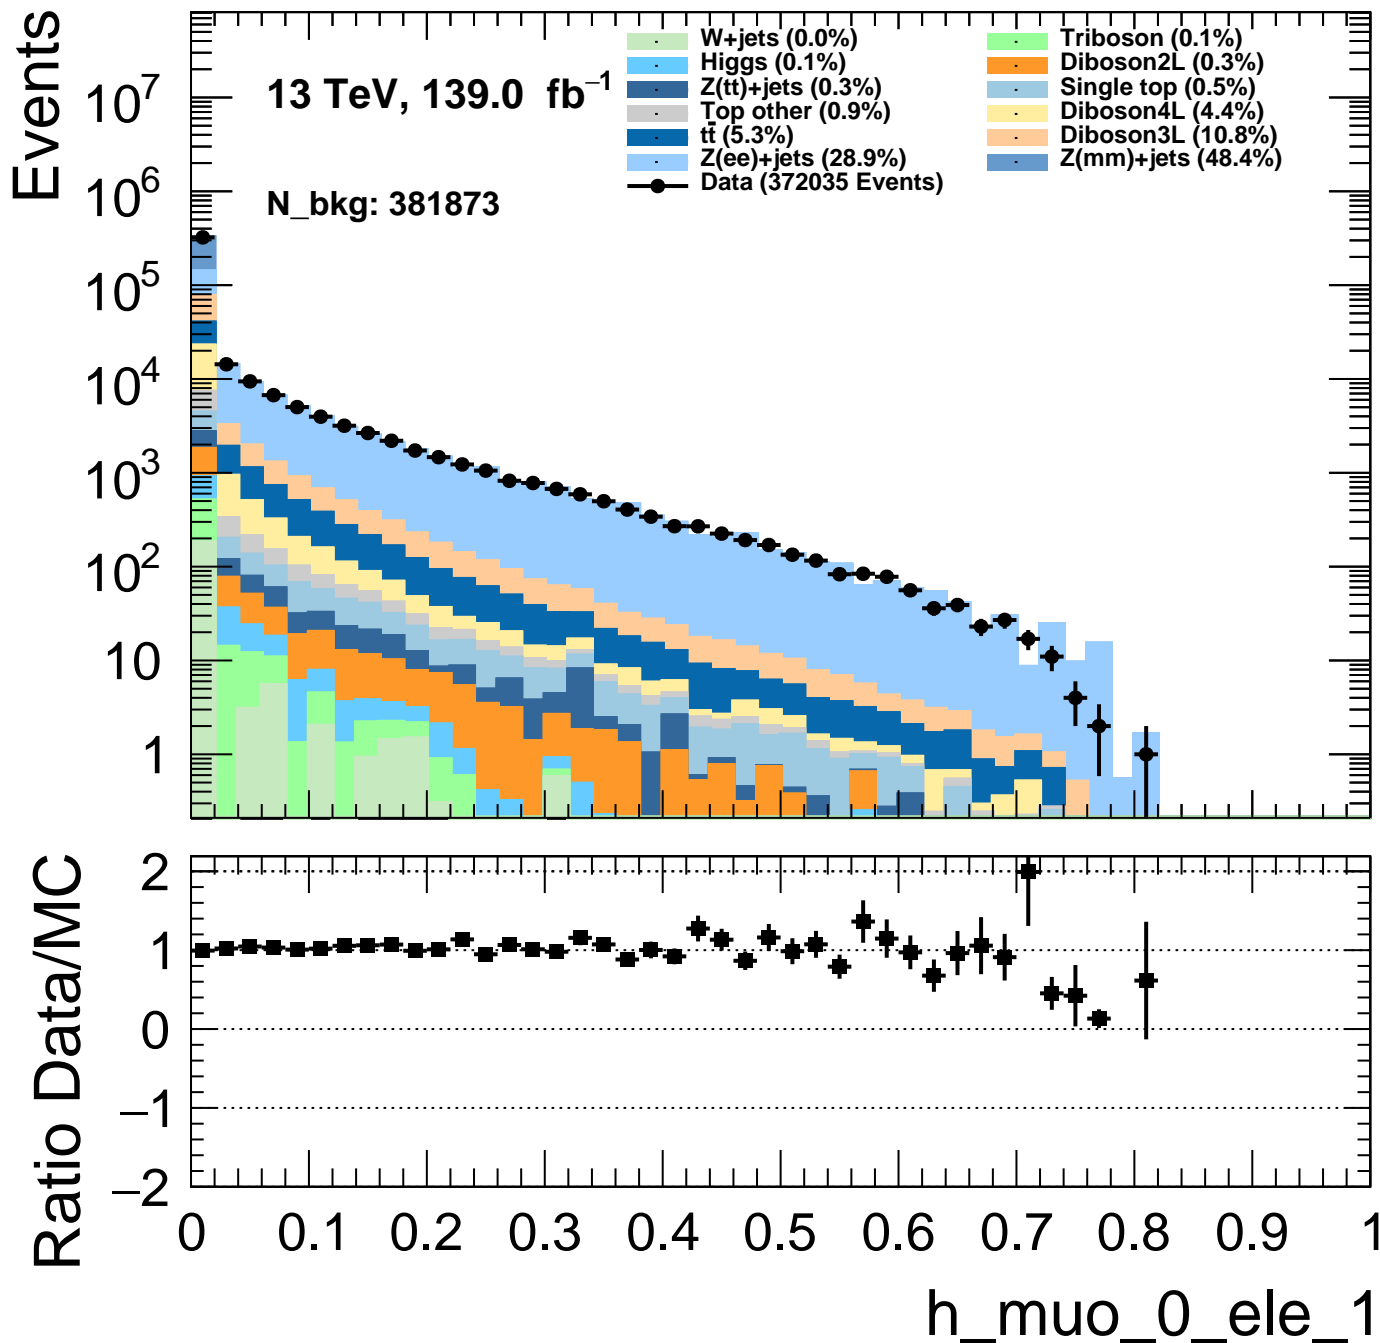 Events
10⁷
10⁶
10⁵
10⁴
10³
10²
10
1
13 TeV, 139.0 fb⁻¹
N_bkg: 381873
W+jets (0.0%)
Higgs (0.1%)
Z(tt)+jets (0.3%)
Top other (0.9%)
tt̄ (5.3%)
Z(ee)+jets (28.9%)
Data (372035 Events)
Triboson (0.1%)
Diboson2L (0.3%)
Single top (0.5%)
Diboson4L (4.4%)
Diboson3L (10.8%)
Z(mm)+jets (48.4%)
Ratio Data/MC
2
1
0
−1
−2
0 0.1 0.2 0.3 0.4 0.5 0.6 0.7 0.8 0.9 1
h_muo_0_ele_1